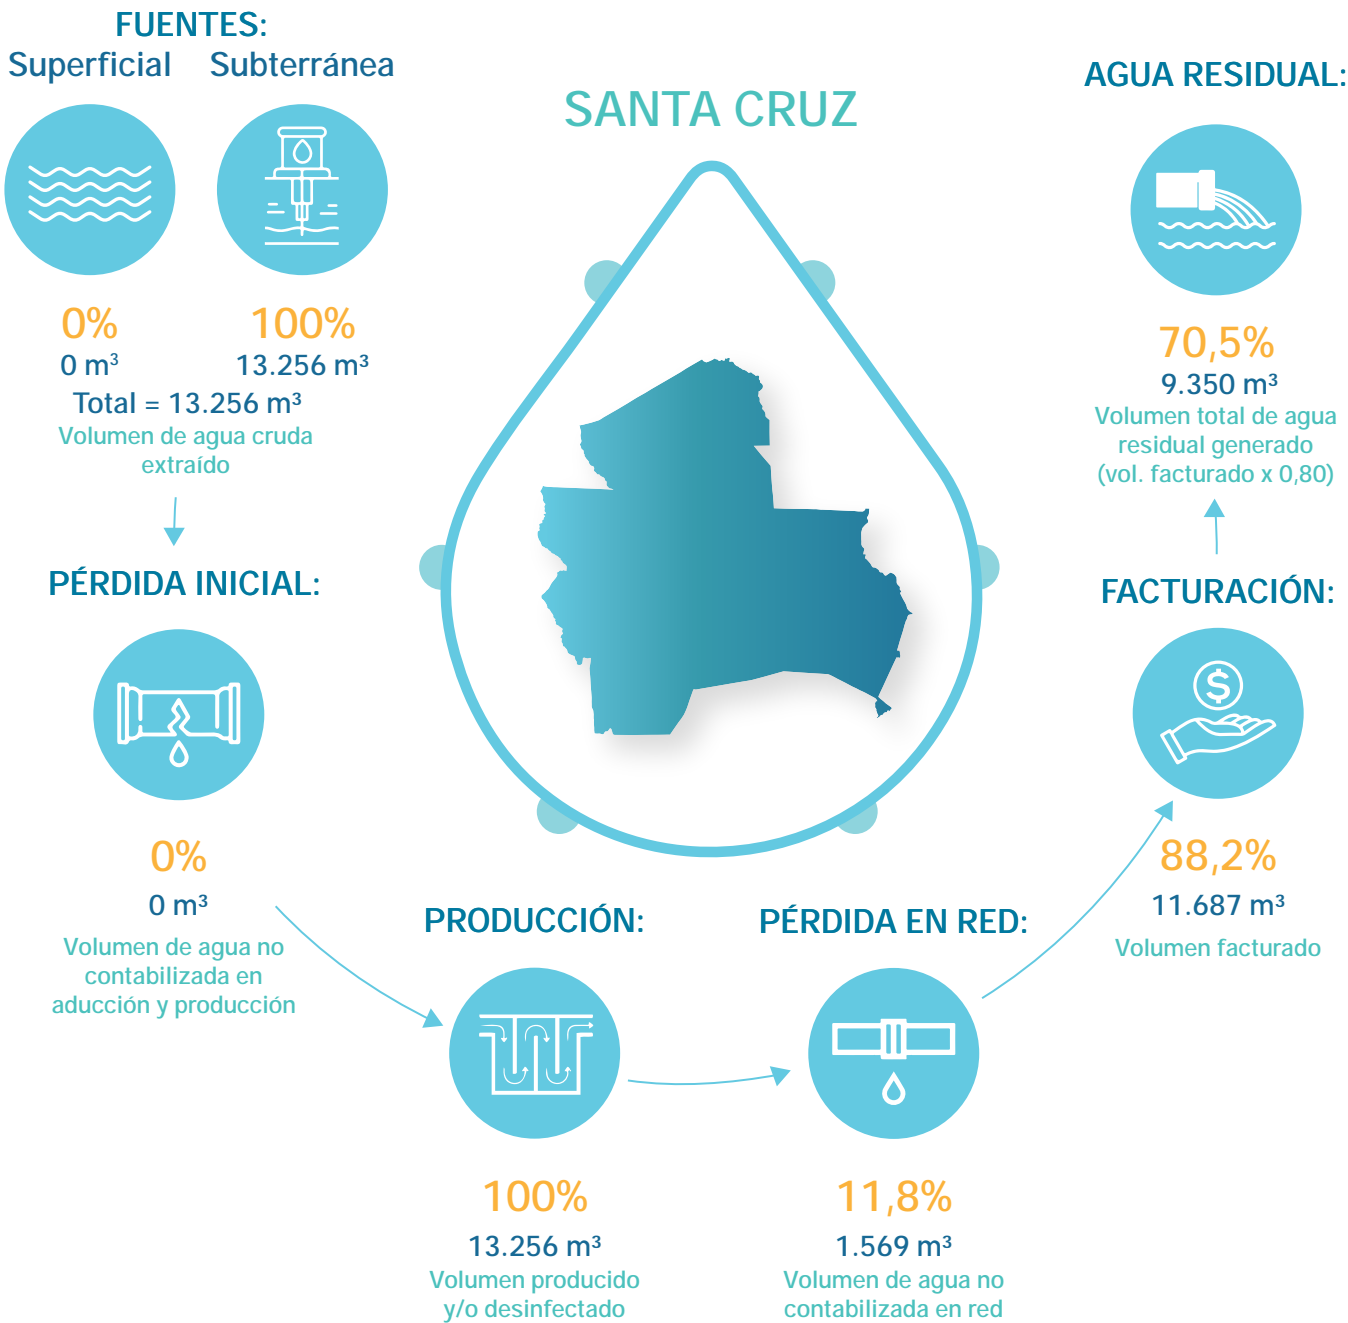 FUENTES:
Superficial Subterránea
0% 100%
0 m³ 13.256 m³
Total = 13.256 m³
Volumen de agua cruda
extraído
PÉRDIDA INICIAL:
0%
0 m³
Volumen de agua no
contabilizada en
aducción y producción
SANTA CRUZ
PRODUCCIÓN:
100%
13.256 m³
Volumen producido
y/o desinfectado
PÉRDIDA EN RED:
11,8%
1.569 m³
Volumen de agua no
contabilizada en red
FACTURACIÓN:
$
88,2%
11.687 m³
Volumen facturado
AGUA RESIDUAL:
70,5%
9.350 m³
Volumen total de agua
residual generado
(vol. facturado x 0,80)